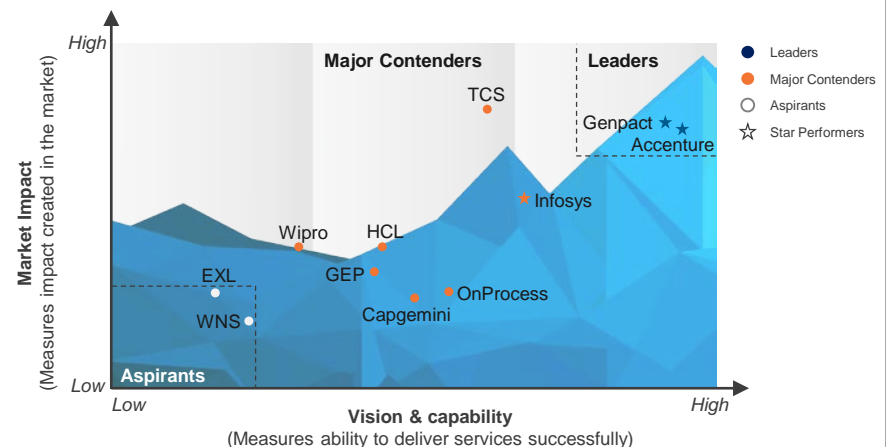 High
Major Contenders
Leaders
Leaders
Major Contenders
Aspirants
Star Performers
TCS
Genpact
Accenture
Infosys
Wipro
HCL
GEP
EXL
OnProcess
Capgemini
WNS
Aspirants
Market Impact
(Measures impact created in the market)
Low
Low
High
Vision & capability
(Measures ability to deliver services successfully)